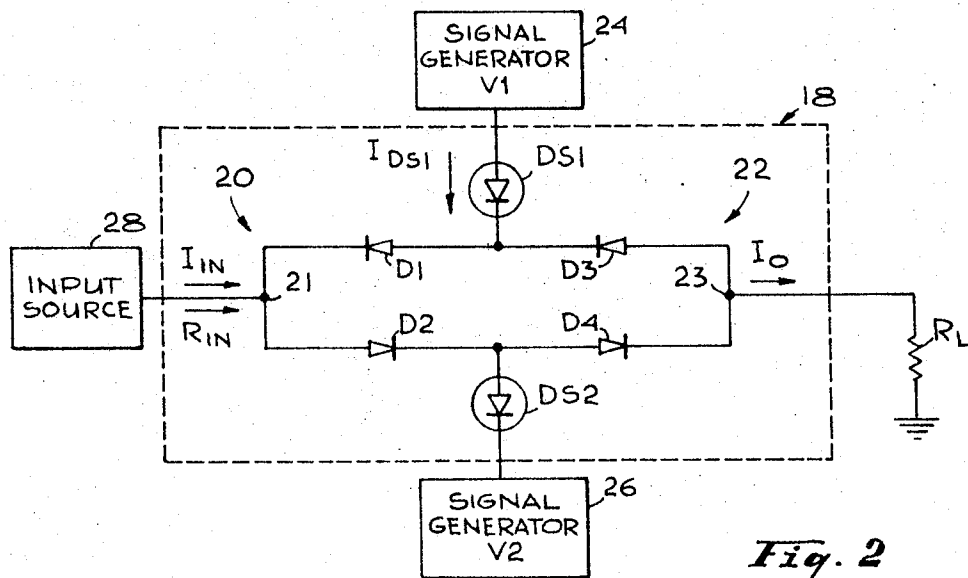 SIGNAL
GENERATOR
V1
24
18
I DS1
DS1
20
22
28
INPUT
SOURCE
I IN
R IN
21
D1
D3
23
I O
D2
D4
R L
DS2
SIGNAL
GENERATOR
V2
26
Fig. 2